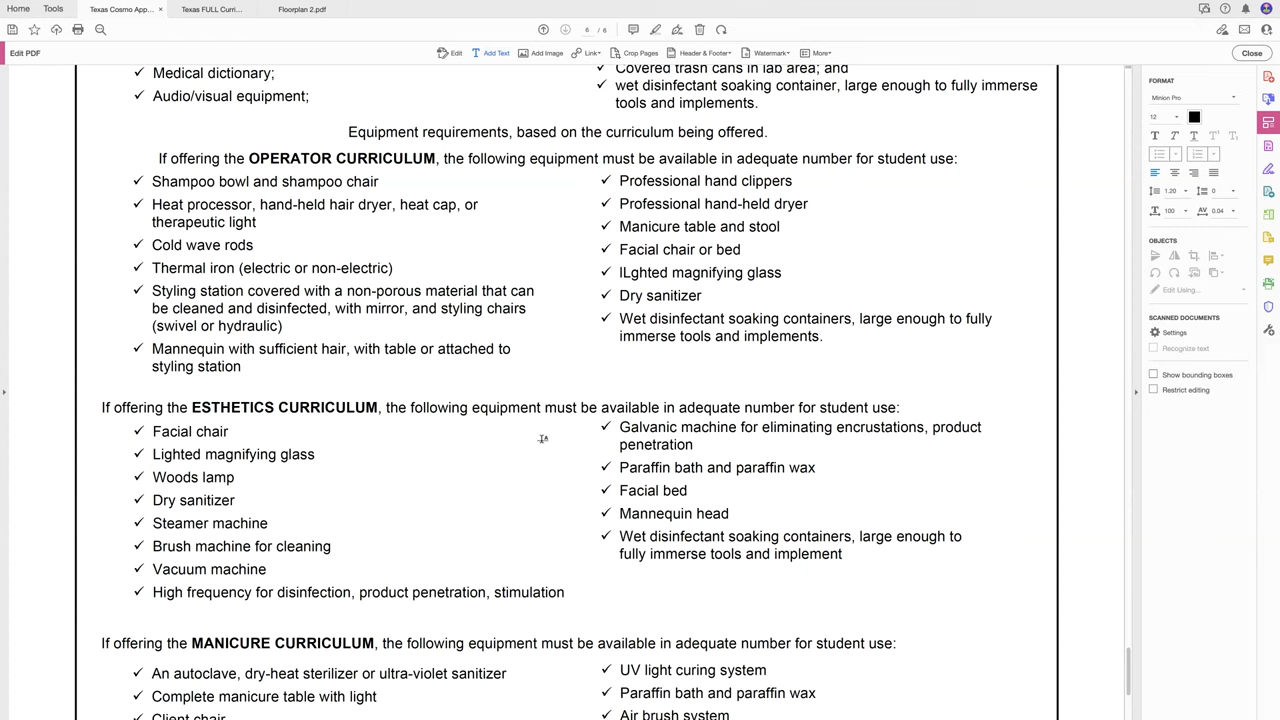 Home
Tools
Texas Cosmo App... ×
Texas FULL Curri...
Floorplan 2.pdf
6 / 6
Edit PDF
Edit
Add Text
Add Image
Link
Crop Pages
Header & Footer
Watermark
More
Close
Medical dictionary;
Audio/visual equipment;
Covered trash cans in lab area; and
wet disinfectant soaking container, large enough to fully immerse
tools and implements.
Equipment requirements, based on the curriculum being offered.
If offering the OPERATOR CURRICULUM, the following equipment must be available in adequate number for student use:
✓ Shampoo bowl and shampoo chair
✓ Heat processor, hand-held hair dryer, heat cap, or
therapeutic light
✓ Cold wave rods
✓ Thermal iron (electric or non-electric)
✓ Styling station covered with a non-porous material that can
be cleaned and disinfected, with mirror, and styling chairs
(swivel or hydraulic)
✓ Mannequin with sufficient hair, with table or attached to
styling station
✓ Professional hand clippers
✓ Professional hand-held dryer
✓ Manicure table and stool
✓ Facial chair or bed
✓ lLghted magnifying glass
✓ Dry sanitizer
✓ Wet disinfectant soaking containers, large enough to fully
immerse tools and implements.
If offering the ESTHETICS CURRICULUM, the following equipment must be available in adequate number for student use:
✓ Facial chair
✓ Lighted magnifying glass
✓ Woods lamp
✓ Dry sanitizer
✓ Steamer machine
✓ Brush machine for cleaning
✓ Vacuum machine
✓ High frequency for disinfection, product penetration, stimulation
✓ Galvanic machine for eliminating encrustations, product
penetration
✓ Paraffin bath and paraffin wax
✓ Facial bed
✓ Mannequin head
✓ Wet disinfectant soaking containers, large enough to
fully immerse tools and implement
If offering the MANICURE CURRICULUM, the following equipment must be available in adequate number for student use:
✓ An autoclave, dry-heat sterilizer or ultra-violet sanitizer
✓ Complete manicure table with light
Client chair
✓ UV light curing system
✓ Paraffin bath and paraffin wax
✓ Air brush system
FORMAT
Minion Pro
12
1.20
0
100
0.04
OBJECTS
Edit Using...
SCANNED DOCUMENTS
Settings
Recognize text
Show bounding boxes
Restrict editing